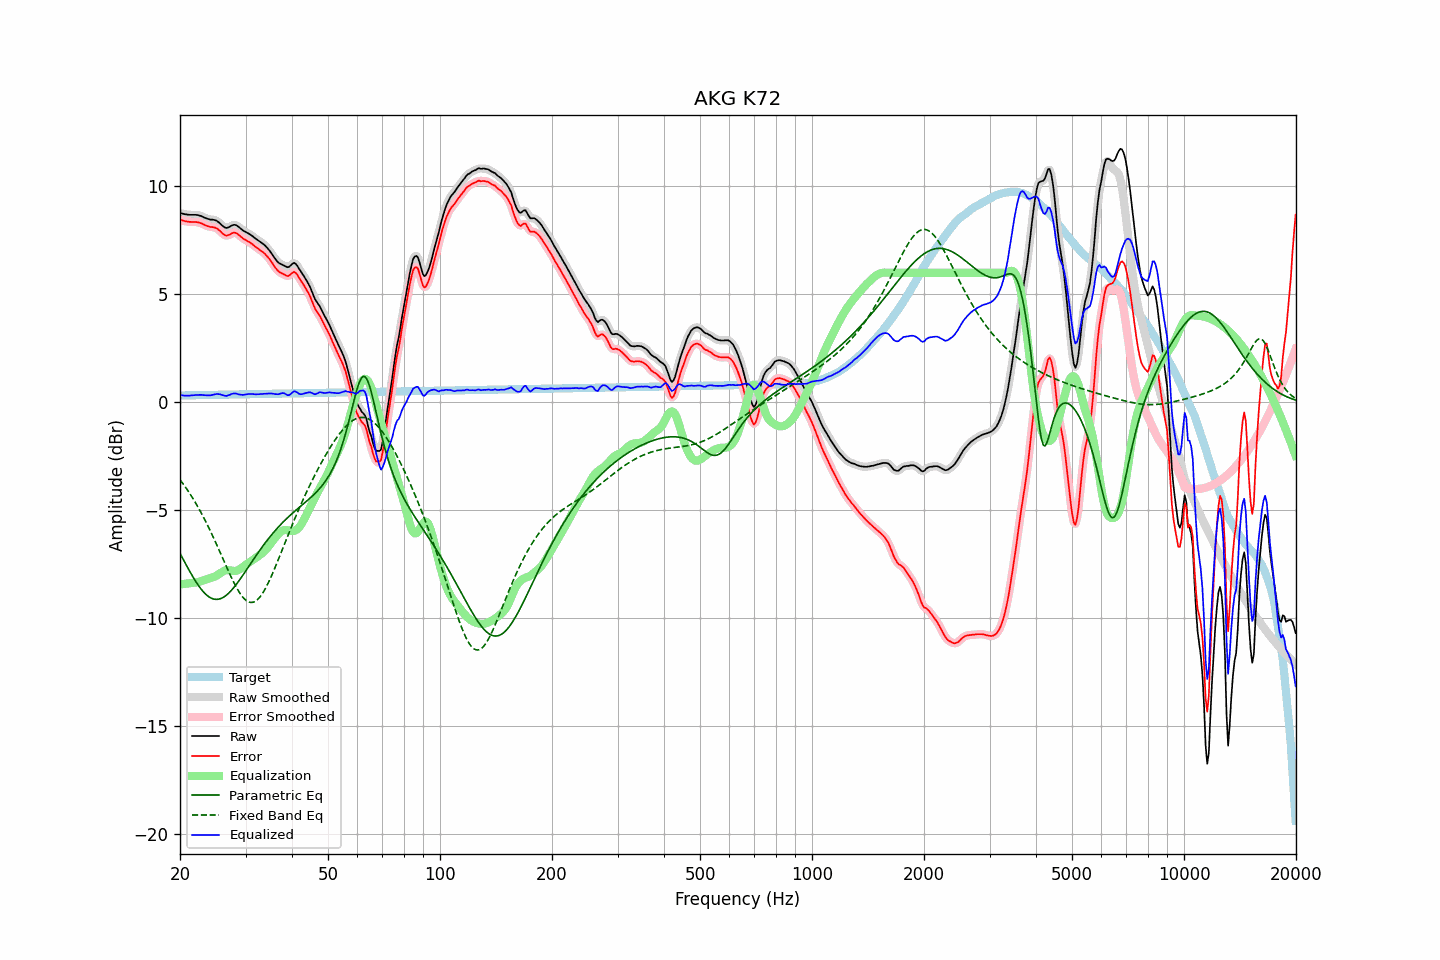 AKG K72
Amplitude (dBr)
10
5
0
−5
−10
−15
−20
Target
Raw Smoothed
Error Smoothed
Raw
Error
Equalization
Parametric Eq
Fixed Band Eq
Equalized
20 50 100 200 500 1000 2000 5000 10000 20000
Frequency (Hz)